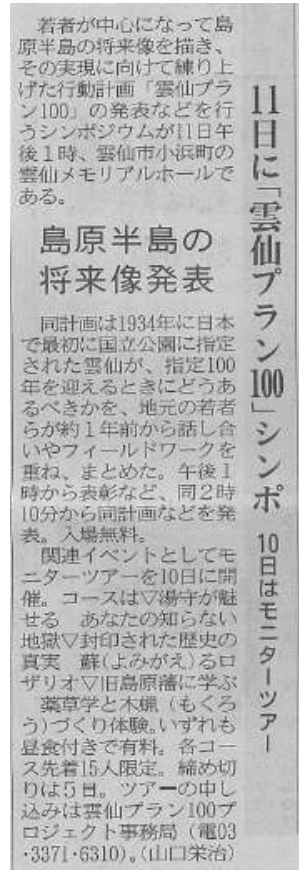 11日に「雲仙プラン100」シンポ
10日はモニターツアー
島原半島の
将来像発表
若者が中心になって島
原半島の将来像を描き、
その実現に向けて練り上
げた行動計画「雲仙プラ
ン100」の発表などを行
うシンポジウムが11日午
後1時、雲仙市小浜町の
雲仙メモリアルホールで
ある。
同計画は1934年に日本
で最初に国立公園に指定
された雲仙が、指定100
年を迎えるときにどうあ
るべきかを、地元の若者
らが約1年前から話し合
いやフィールドワークを
重ね、まとめた。午後1
時から表彰など、同2時
10分から同計画などを発
表。入場無料。
関連イベントとしてモ
ニターツアーを10日に開
催。コースは▽湯守が魅
せる あなたの知らない
地獄▽封印された歴史の
真実 蘇(よみがえ)るロ
ザリオ▽旧島原藩に学ぶ
薬草学と木蝋(もくろ
う)づくり体験。いずれも
昼食付きで有料。各コー
ス先着15人限定。締め切
りは5日。ツアーの申し
込みは雲仙プラン100プ
ロジェクト事務局(電03
・3371・6310)。(山口栄治)